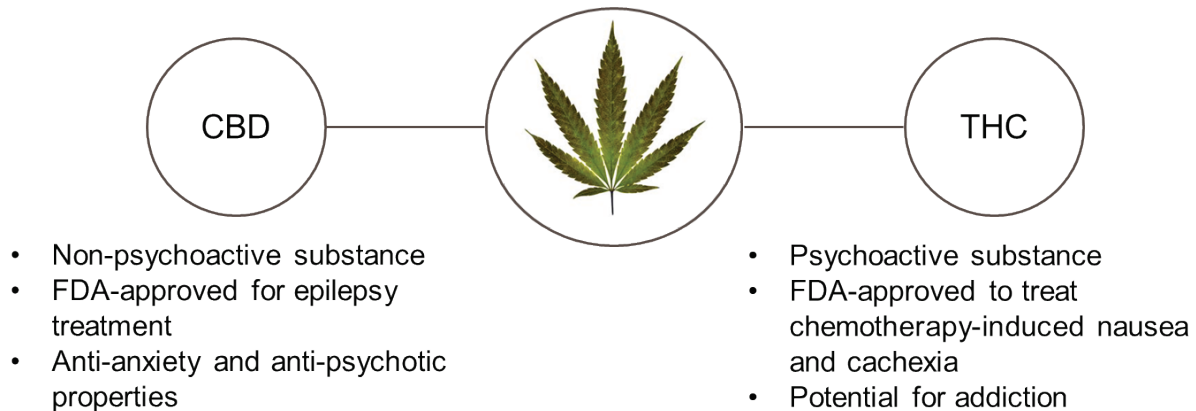 CBD
THC
• Non-psychoactive substance
• FDA-approved for epilepsy
treatment
• Anti-anxiety and anti-psychotic
properties
• Psychoactive substance
• FDA-approved to treat
chemotherapy-induced nausea
and cachexia
• Potential for addiction